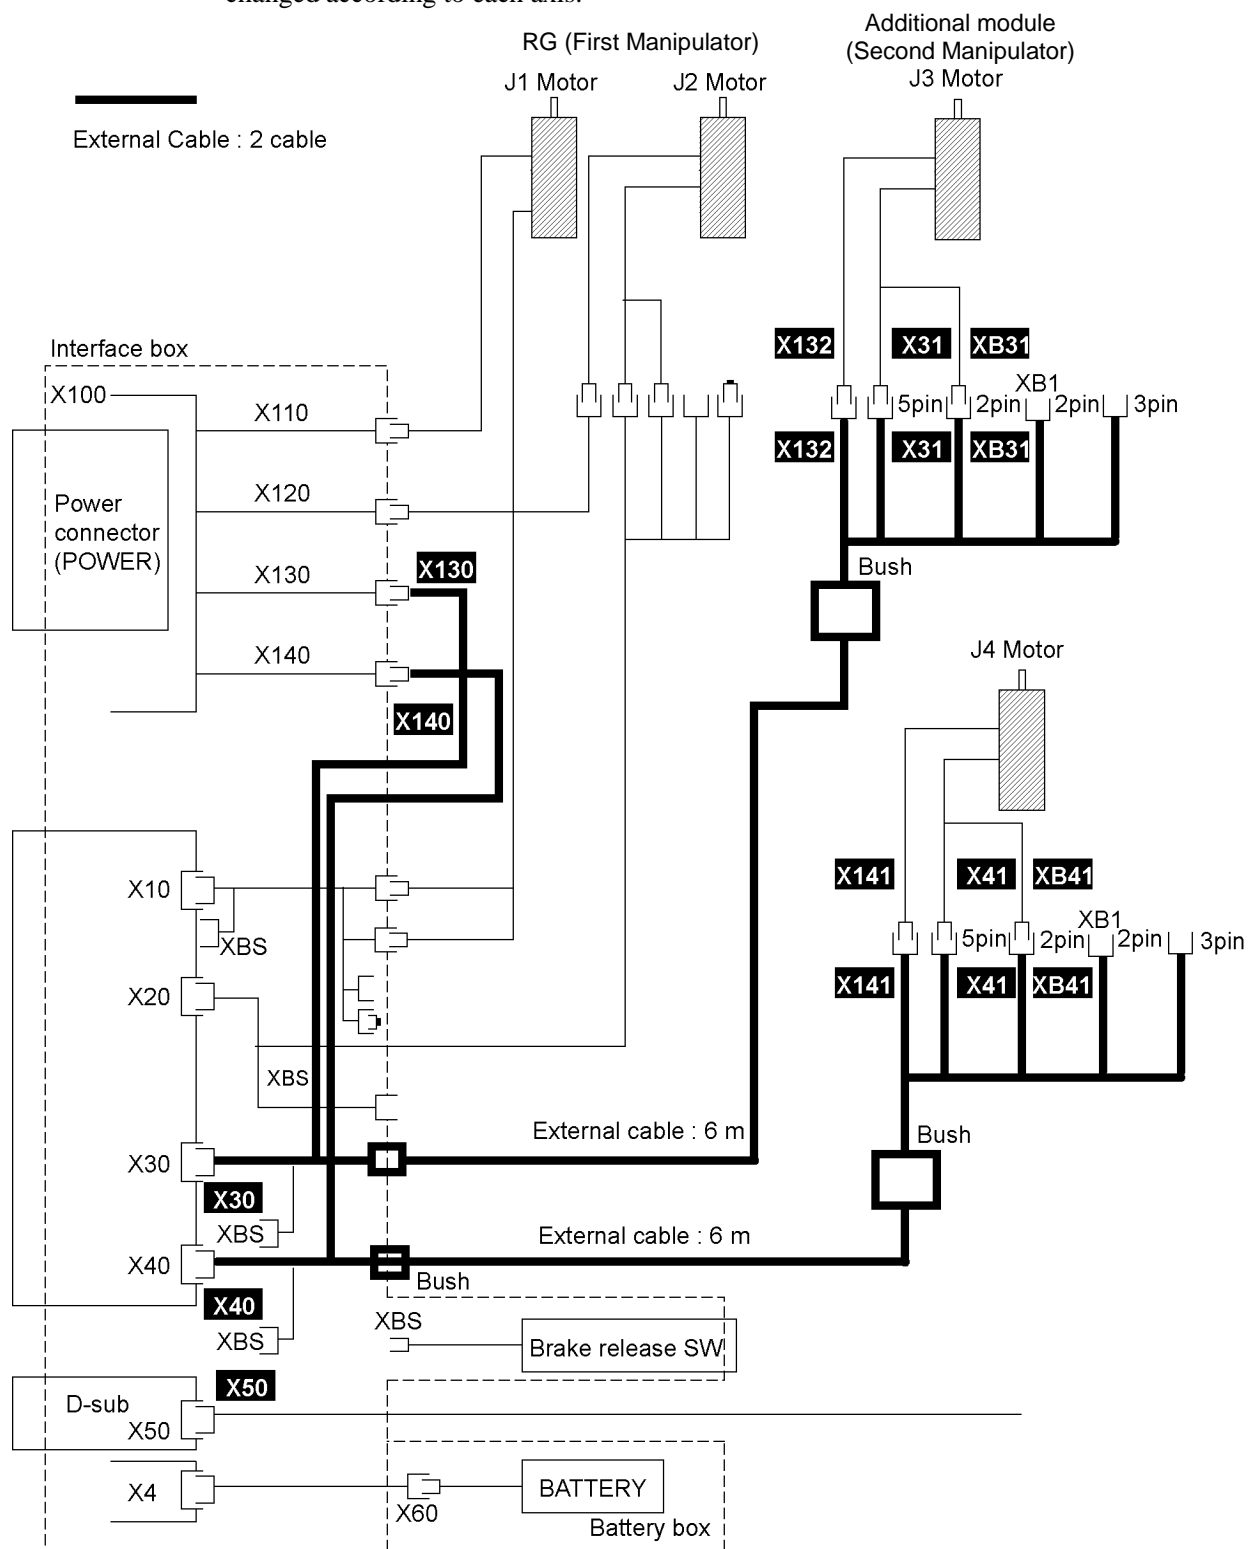 changed according to each axis.
Additional module
RG (First Manipulator)
(Second Manipulator)
J1 Motor
J2 Motor
J3 Motor
External Cable : 2 cable
X132
X31
XB31
Interface box
XB1
X100
5pin
2pin
2pin
3pin
X110
X132
X31
XB31
Power
connector
(POWER)
X120
X130
X130
Bush
X140
J4 Motor
X140
X141
X41
XB41
X10
XB1
XBS
5pin
2pin
2pin
3pin
X20
X141
X41
XB41
XBS
External cable : 6 m
Bush
X30
X30
XBS
External cable : 6 m
X40
Bush
X40
XBS
XBS
Brake release SW
X50
D-sub
X50
X4
BATTERY
X60
Battery box